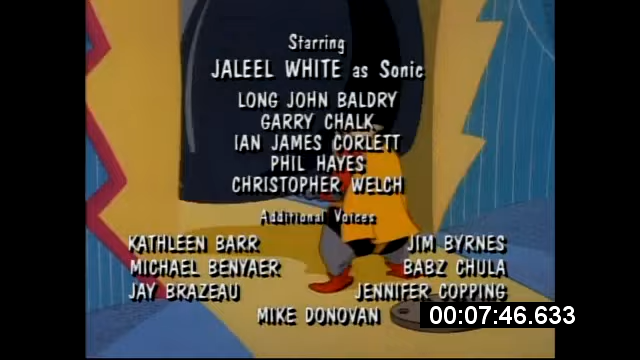 Starring
JALEEL WHITE as Sonic
LONG JOHN BALDRY
GARRY CHALK
IAN JAMES CORLETT
PHIL HAYES
CHRISTOPHER WELCH
Additional Voices
KATHLEEN BARR JIM BYRNES
MICHAEL BENYAER BABZ CHULA
JAY BRAZEAU JENNIFER COPPING
MIKE DONOVAN
00:07:46.633